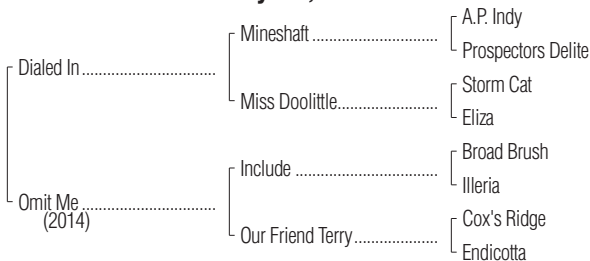 A.P. Indy
Mineshaft
Prospectors Delite
Dialed In
Storm Cat
Miss Doolittle
Eliza
Broad Brush
Include
Illeria
Omit Me
(2014)
Cox's Ridge
Our Friend Terry
Endicotta